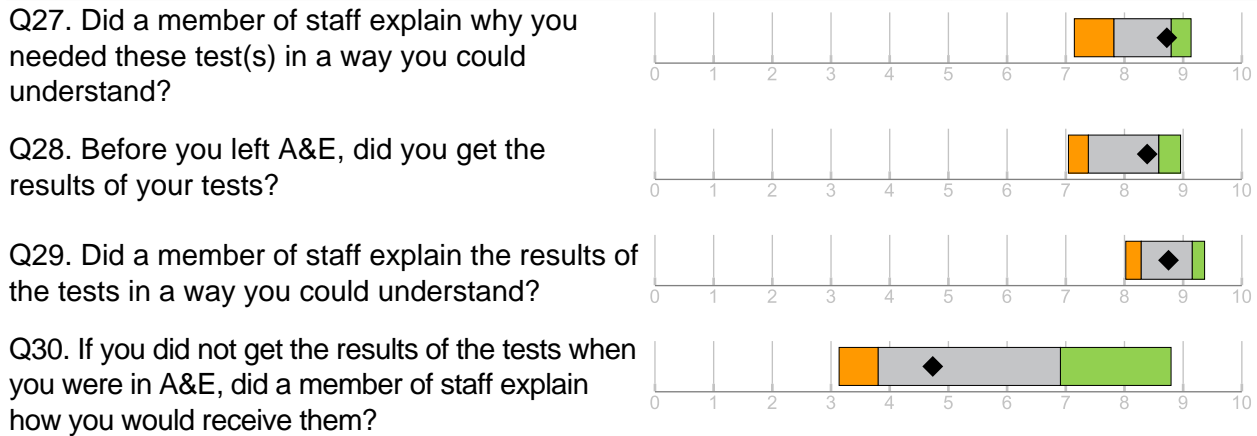 Q27. Did a member of staff explain why you
needed these test(s) in a way you could
understand?
0 1 2 3 4 5 6 7 8 9 10
Q28. Before you left A&E, did you get the
results of your tests?
0 1 2 3 4 5 6 7 8 9 10
Q29. Did a member of staff explain the results of
the tests in a way you could understand?
0 1 2 3 4 5 6 7 8 9 10
Q30. If you did not get the results of the tests when
you were in A&E, did a member of staff explain
how you would receive them?
0 1 2 3 4 5 6 7 8 9 10